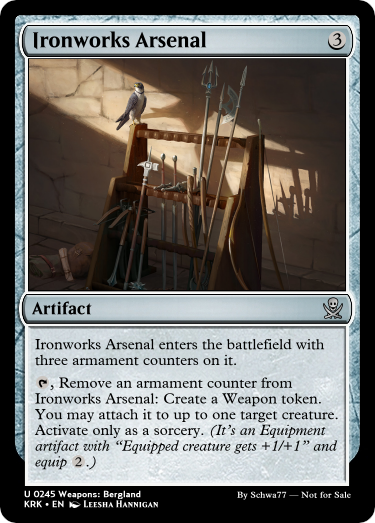 Ironworks Arsenal 3
Artifact
Ironworks Arsenal enters the battlefield with
three armament counters on it.
, Remove an armament counter from
Ironworks Arsenal: Create a Weapon token.
You may attach it to up to one target creature.
Activate only as a sorcery. (It's an Equipment
artifact with “Equipped creature gets +1/+1” and
equip 2.)
U 0245 Weapons: Bergland
KRK • EN Leesha Hannigan
By Schwa77 — Not for Sale